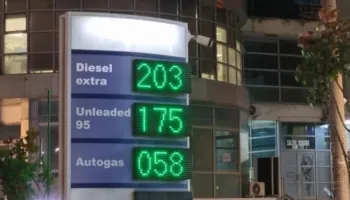 Diesel
extra
203
Unleaded
95
175
Autogas
058